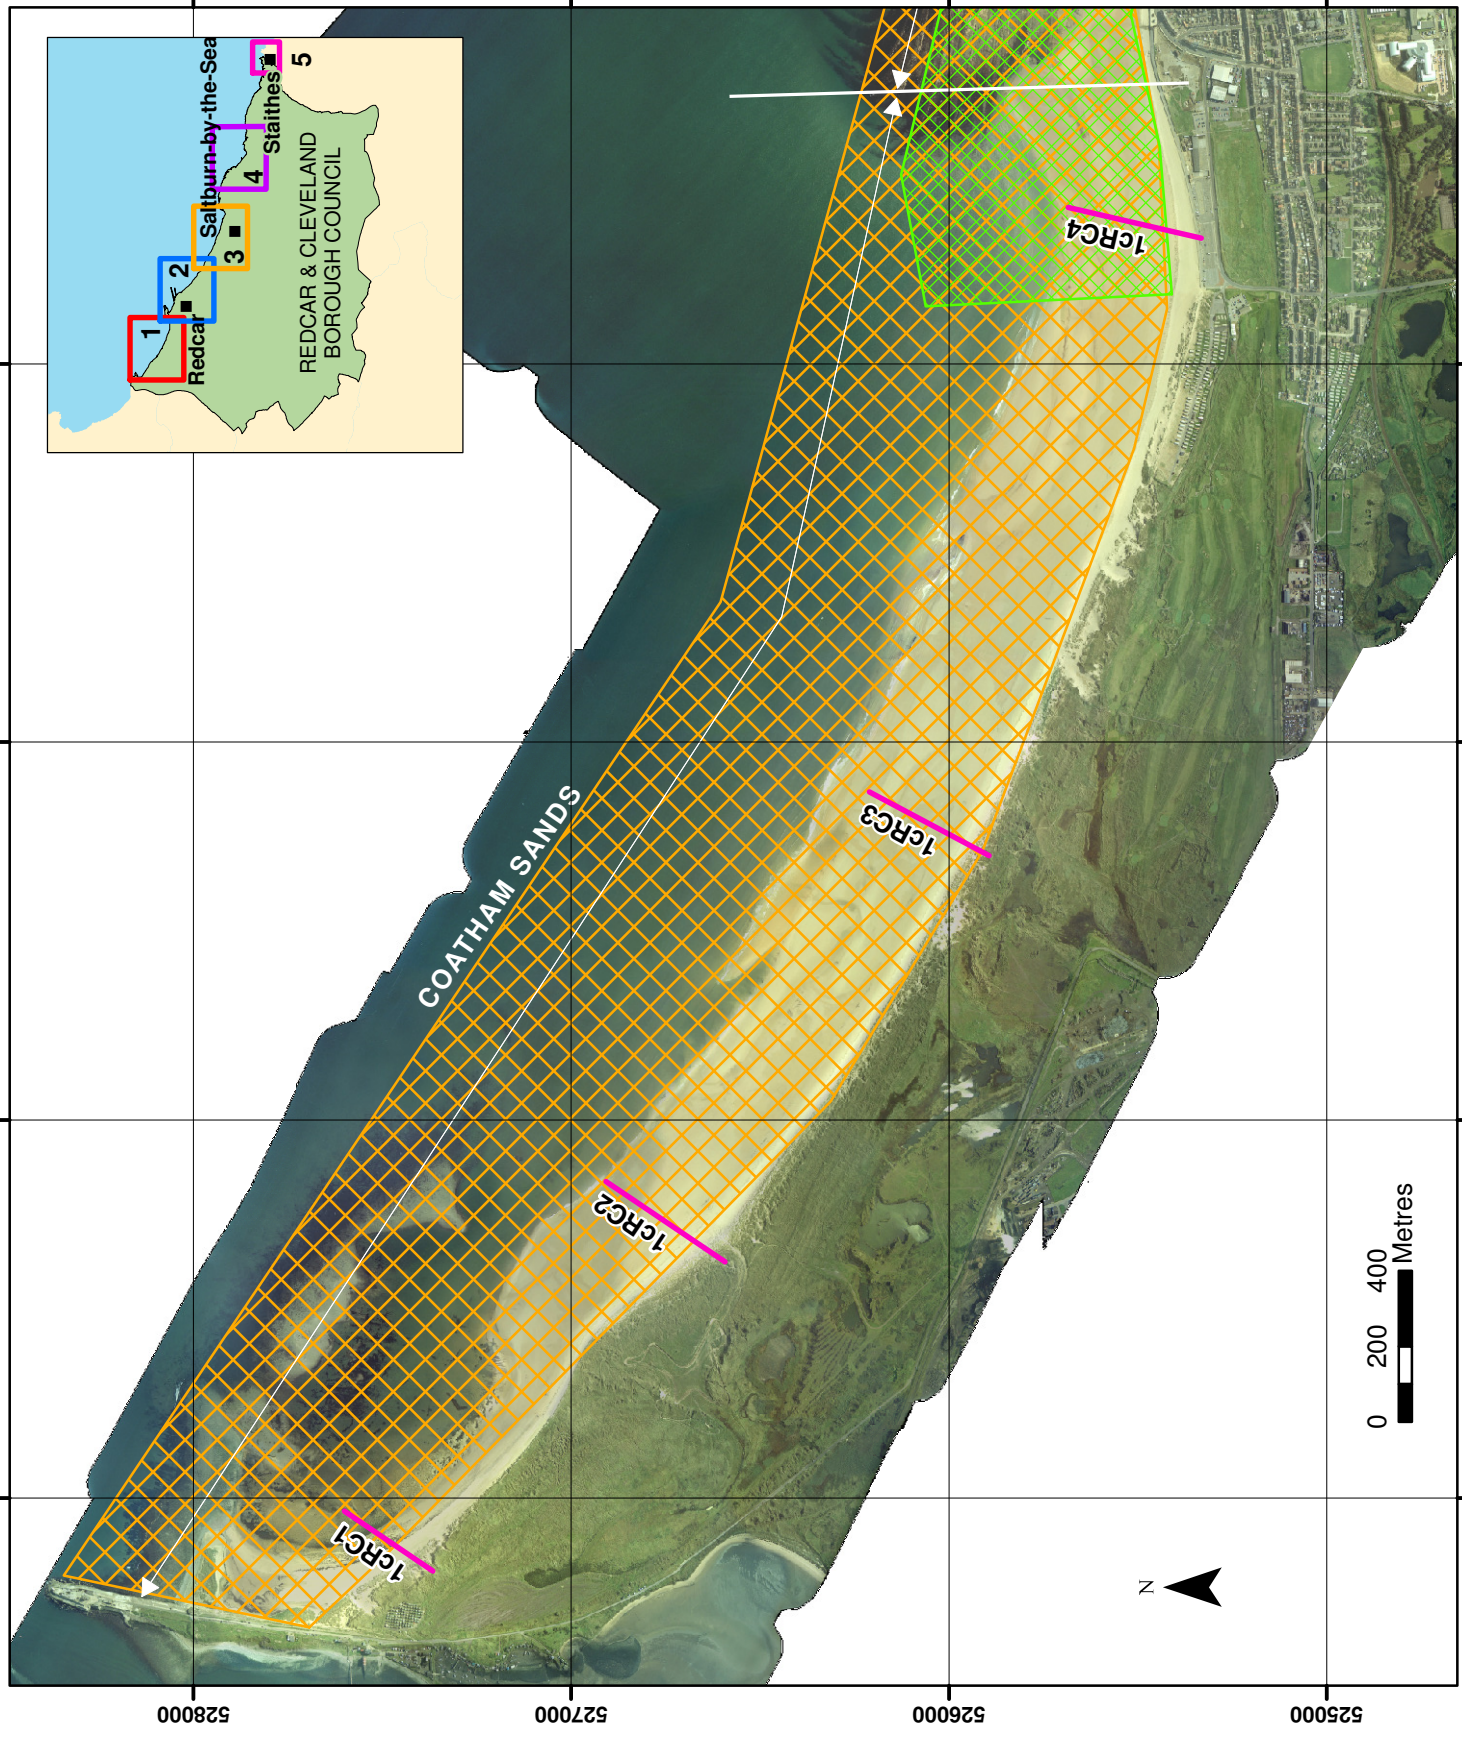 Saltburn-by-the-Sea
Staithes
Redcar
1
2
3
4
5
REDCAR & CLEVELAND
BOROUGH COUNCIL
COATHAM SANDS
1cRC1
1cRC2
1cRC3
1cRC4
N
0 200 400
Metres
528000
527000
526000
525000